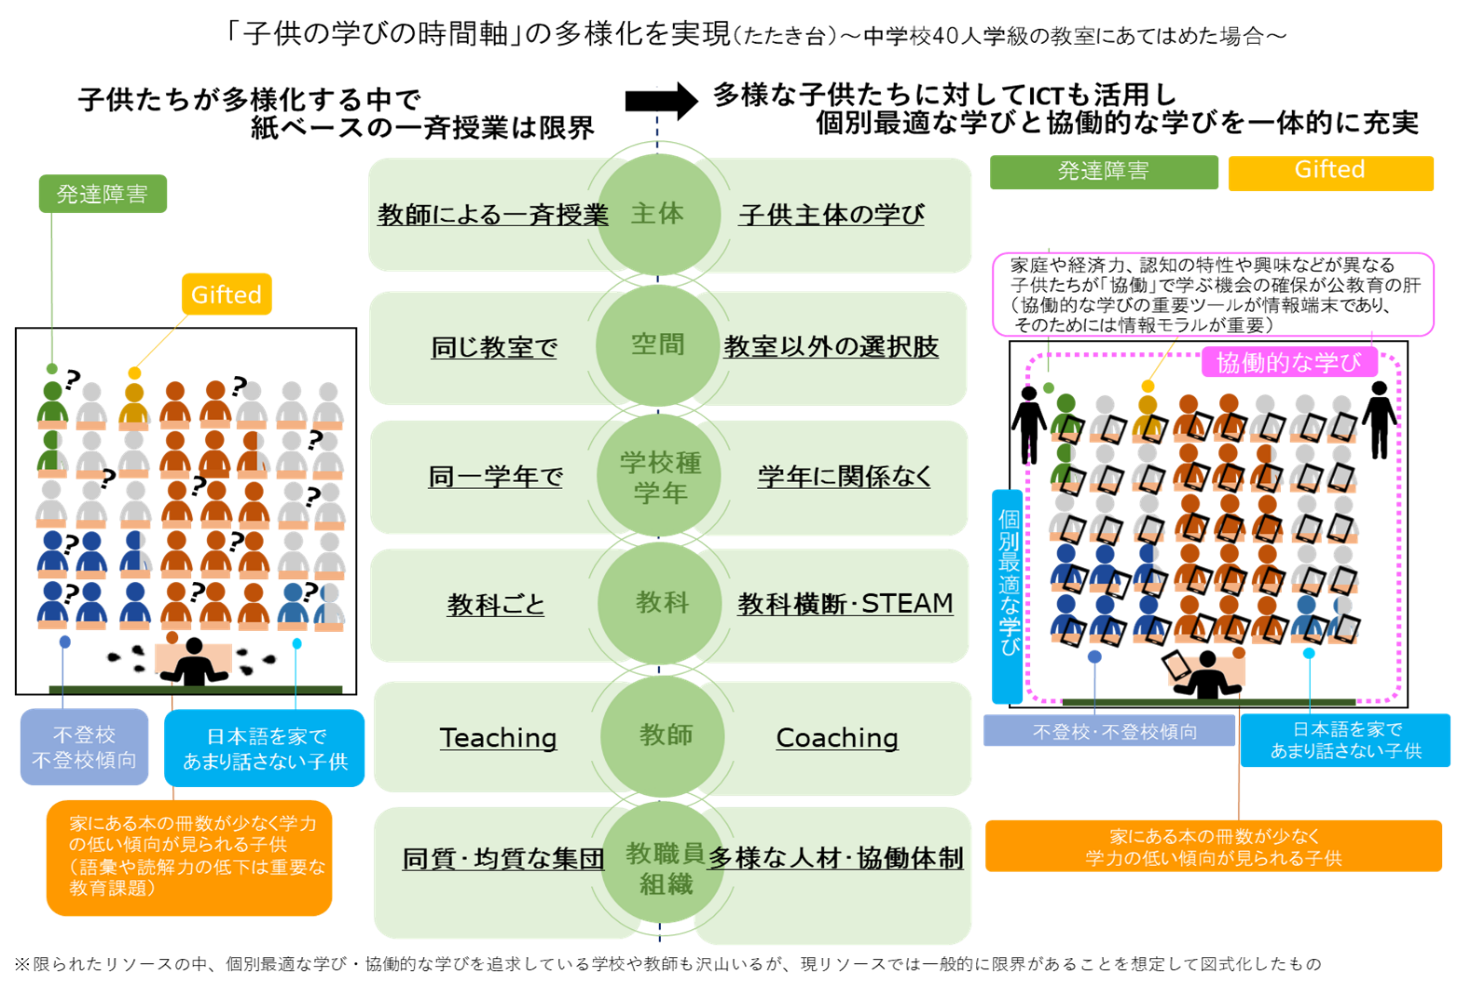 「子供の学びの時間軸」の多様化を実現(たたき台)～中学校40人学級の教室にあてはめた場合～
子供たちが多様化する中で
紙ベースの一斉授業は限界
多様な子供たちに対してICTも活用し
個別最適な学びと協働的な学びを一体的に充実
発達障害
Gifted
?
?
?
?
?
?
?
?
?
?
?
不登校
不登校傾向
日本語を家で
あまり話さない子供
家にある本の冊数が少なく学力
の低い傾向が見られる子供
(語彙や読解力の低下は重要な
教育課題)
教師による一斉授業
主体
子供主体の学び
同じ教室で
空間
教室以外の選択肢
同一学年で
学校種
学年
学年に関係なく
教科ごと
教科
教科横断・STEAM
Teaching
教師
Coaching
同質・均質な集団
教職員
組織
多様な人材・協働体制
発達障害
Gifted
家庭や経済力、認知の特性や興味などが異なる
子供たちが「協働」で学ぶ機会の確保が公教育の肝
(協働的な学びの重要ツールが情報端末であり、
そのためには情報モラルが重要)
協働的な学び
個別最適な学び
不登校・不登校傾向
日本語を家で
あまり話さない子供
家にある本の冊数が少なく
学力の低い傾向が見られる子供
※限られたリソースの中、個別最適な学び・協働的な学びを追求している学校や教師も沢山いるが、現リソースでは一般的に限界があることを想定して図式化したもの